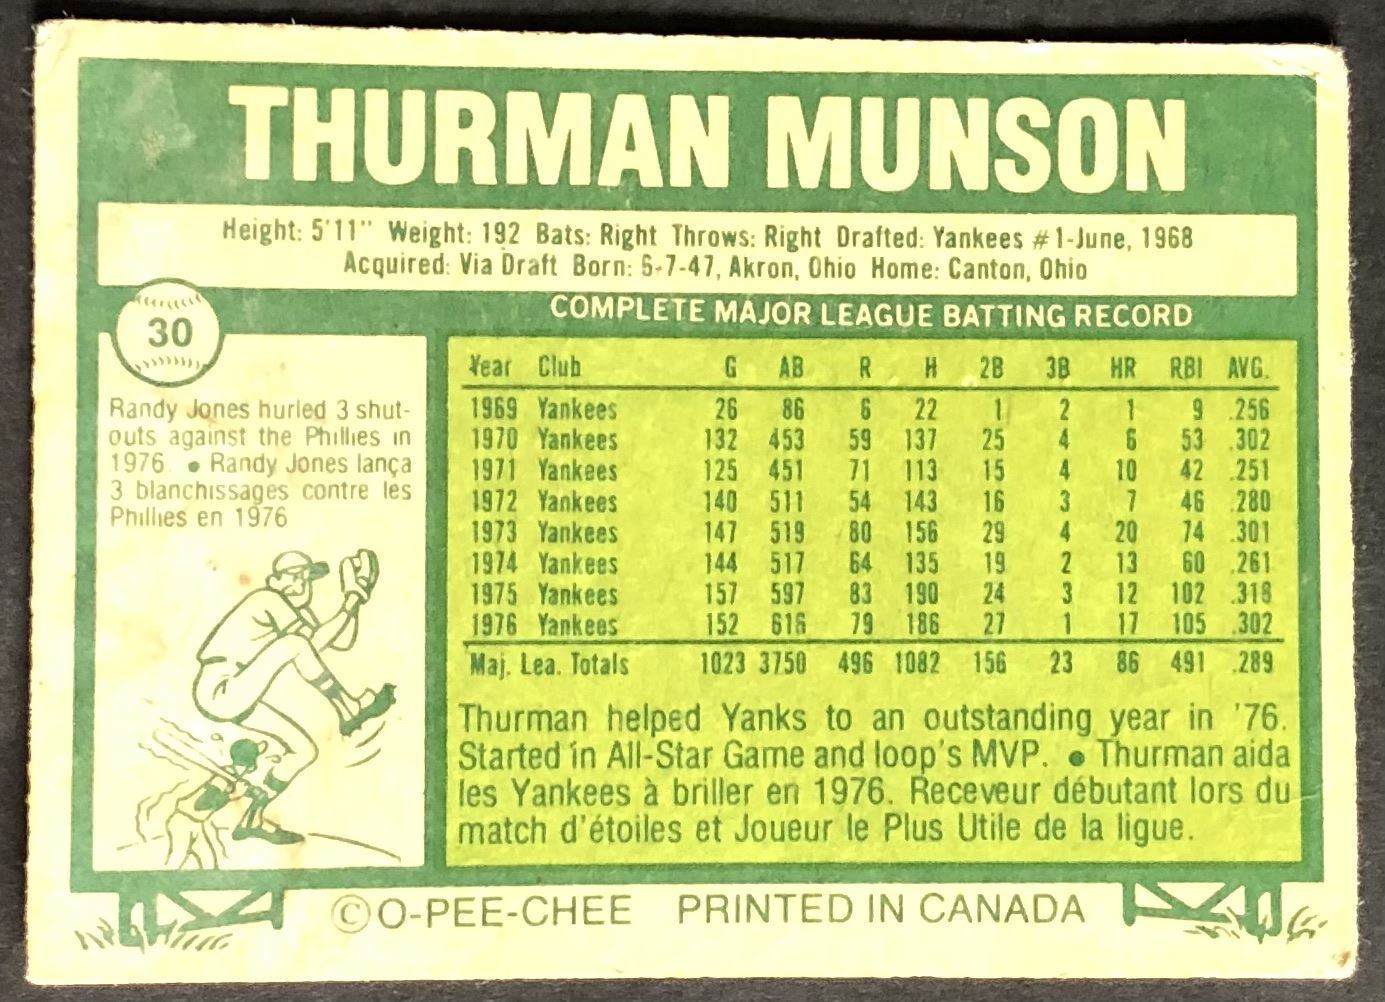 THURMAN MUNSON
Height: 5'11" Weight: 192 Bats: Right Throws: Right Drafted: Yankees #1-June, 1968
Acquired: Via Draft Born: 6-7-47, Akron, Ohio Home: Canton, Ohio
COMPLETE MAJOR LEAGUE BATTING RECORD
30
Randy Jones hurled 3 shut-
outs against the Phillies in
1976. • Randy Jones lança
3 blanchissages contre les
Phillies en 1976
Year Club G AB R H 2B 3B HR RBI AVG.
1969 Yankees 26 86 6 22 1 2 1 9 .256
1970 Yankees 132 453 59 137 25 4 6 53 .302
1971 Yankees 125 451 71 113 15 4 10 42 .251
1972 Yankees 140 511 54 143 16 3 7 46 .280
1973 Yankees 147 519 80 156 29 4 20 74 .301
1974 Yankees 144 517 64 135 19 2 13 60 .261
1975 Yankees 157 597 83 190 24 3 12 102 .318
1976 Yankees 152 616 79 186 27 1 17 105 .302
Maj. Lea. Totals 1023 3750 496 1082 156 23 86 491 .289
Thurman helped Yanks to an outstanding year in '76.
Started in All-Star Game and loop's MVP. • Thurman aida
les Yankees à briller en 1976. Receveur débutant lors du
match d'étoiles et Joueur le Plus Utile de la ligue.
©O-PEE-CHEE PRINTED IN CANADA